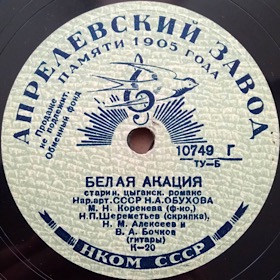 АПРЕЛЕВСКИЙ ЗАВОД
ПАМЯТИ 1905 ГОДА
Продаже
не подлежит.
Обменный фонд
10749 Г
ТУ-Б
БЕЛАЯ АКАЦИЯ
старин. цыганск. романс
Нар.арт. СССР Н.А.ОБУХОВА
М. Н. Коренева (ф-но),
Н.П.Шереметьев (скрипка),
Н. М. Алексеев и
В. А. Бочков
(гитары)
К-20
НКОМ СССР